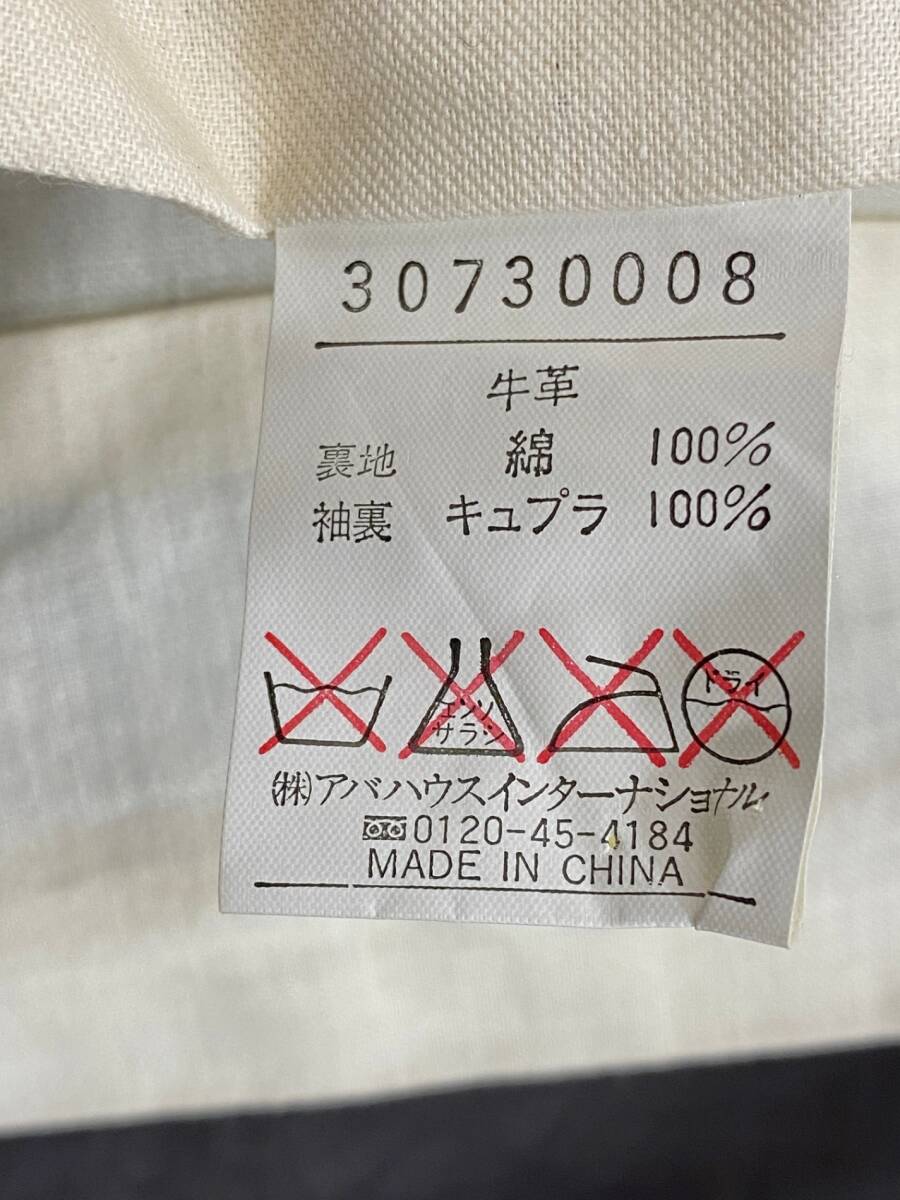 30730008
牛革
裏地 綿 100%
袖裏 キュプラ 100%
エンソ サラシ ドライ
(株)アバハウスインターナショナル
0120-45-4184
MADE IN CHINA